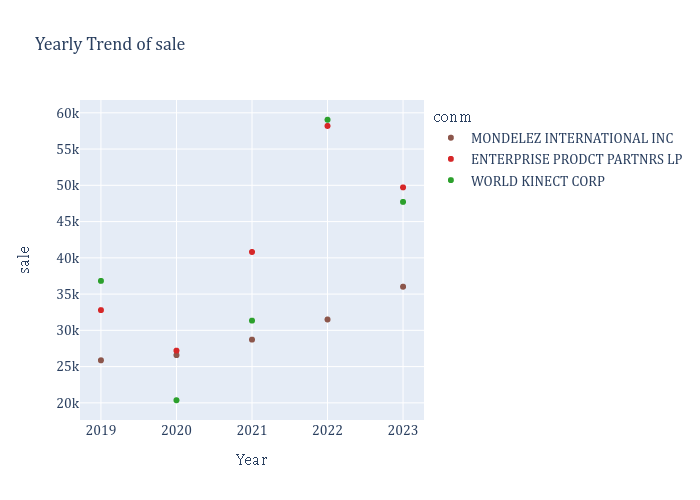 Yearly Trend of sale
conm
MONDELEZ INTERNATIONAL INC
ENTERPRISE PRODCT PARTNRS LP
WORLD KINECT CORP
60k
55k
50k
45k
40k
35k
30k
25k
20k
sale
2019 2020 2021 2022 2023
Year